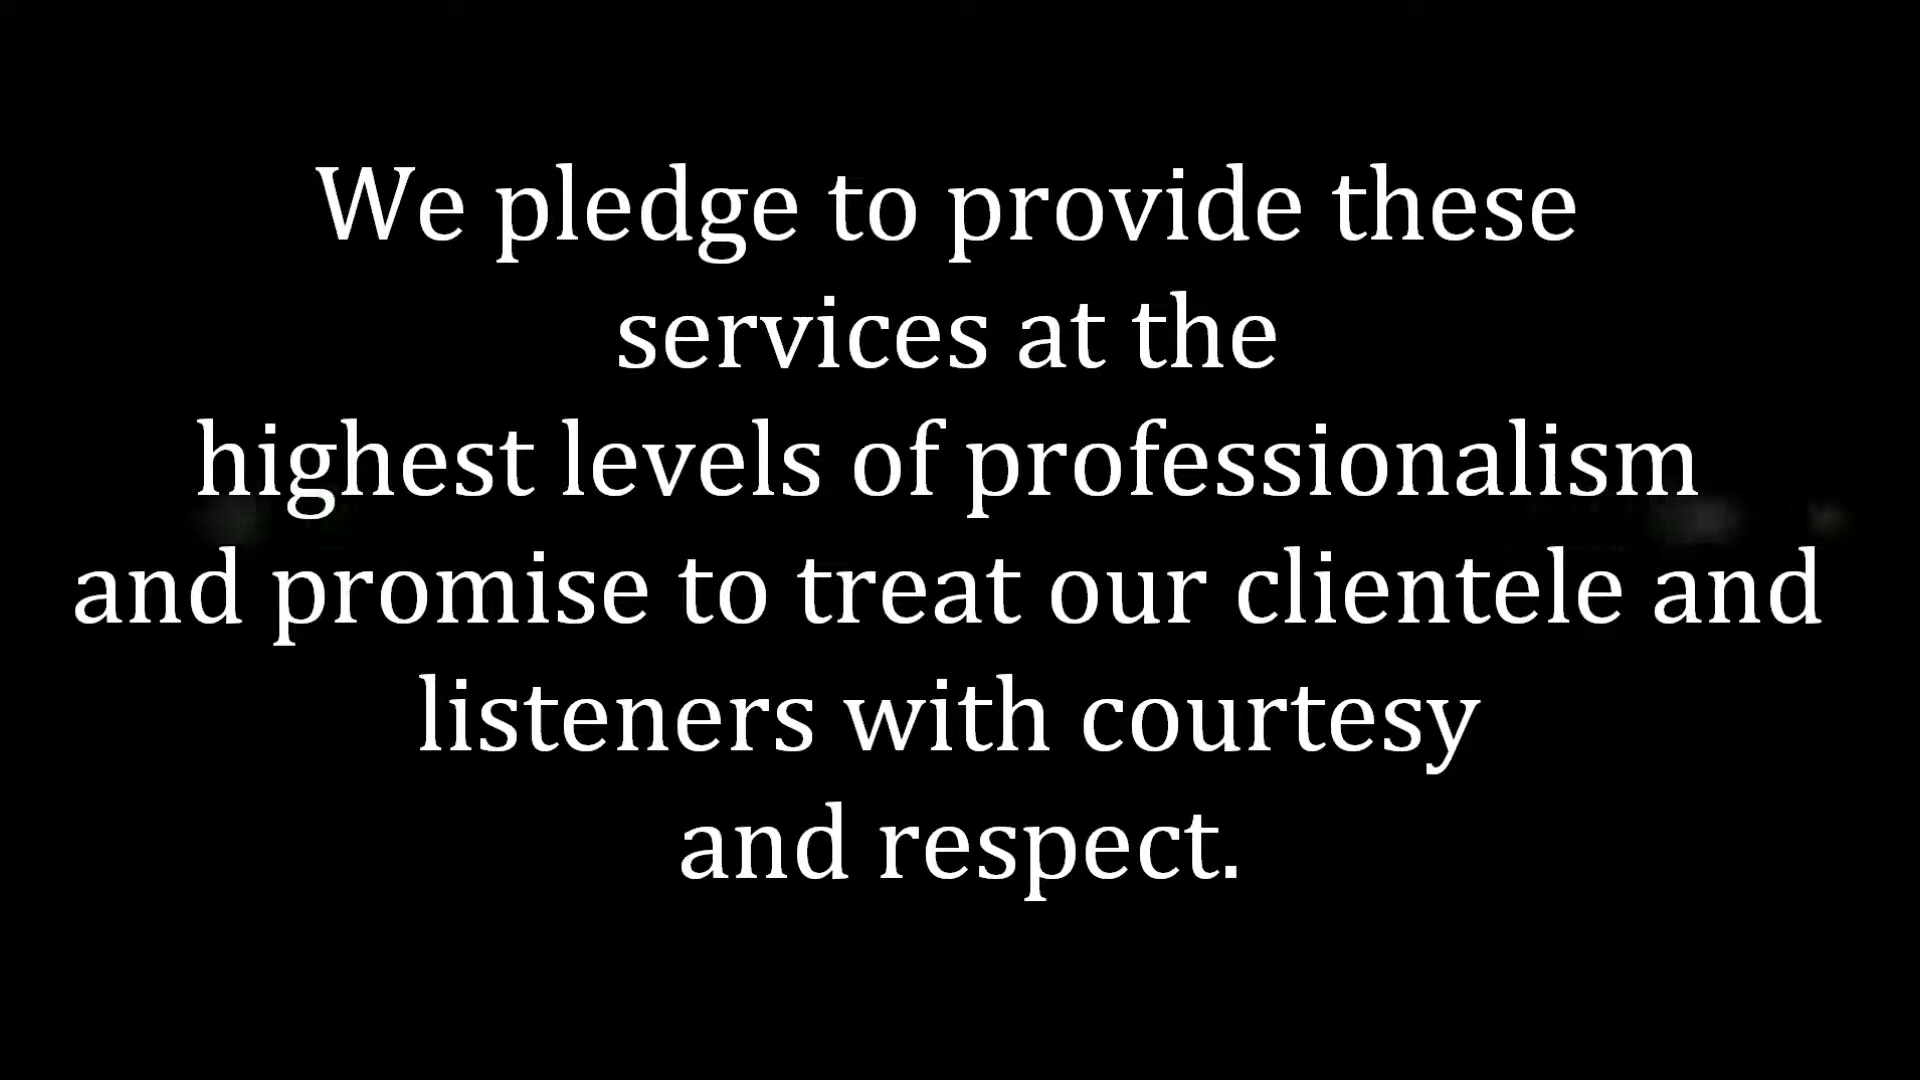 We pledge to provide these
services at the
highest levels of professionalism
and promise to treat our clientele and
listeners with courtesy
and respect.